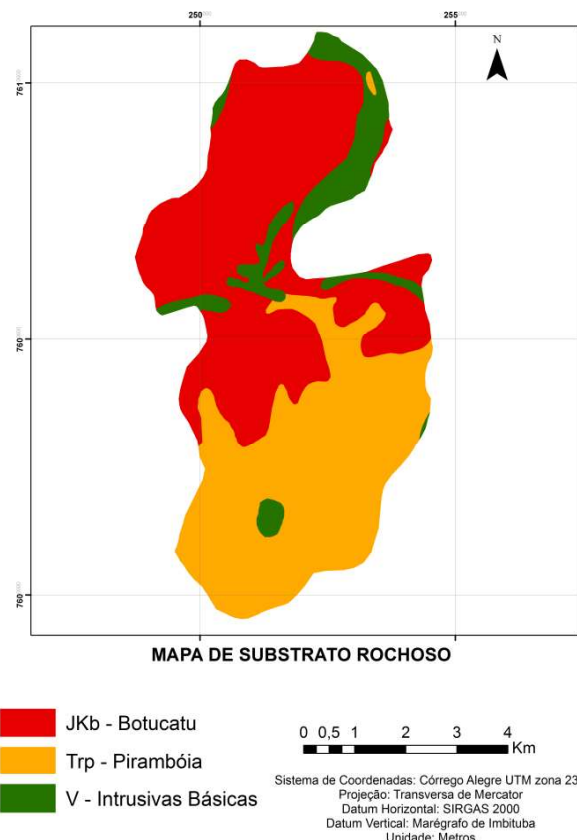 250
255
N
761
760
760
MAPA DE SUBSTRATO ROCHOSO
JKb - Botucatu
Trp - Pirambóia
V - Intrusivas Básicas
0 0,5 1 2 3 4
Km
Sistema de Coordenadas: Córrego Alegre UTM zona 23
Projeção: Transversa de Mercator
Datum Horizontal: SIRGAS 2000
Datum Vertical: Marégrafo de Imbituba
Unidade: Metros